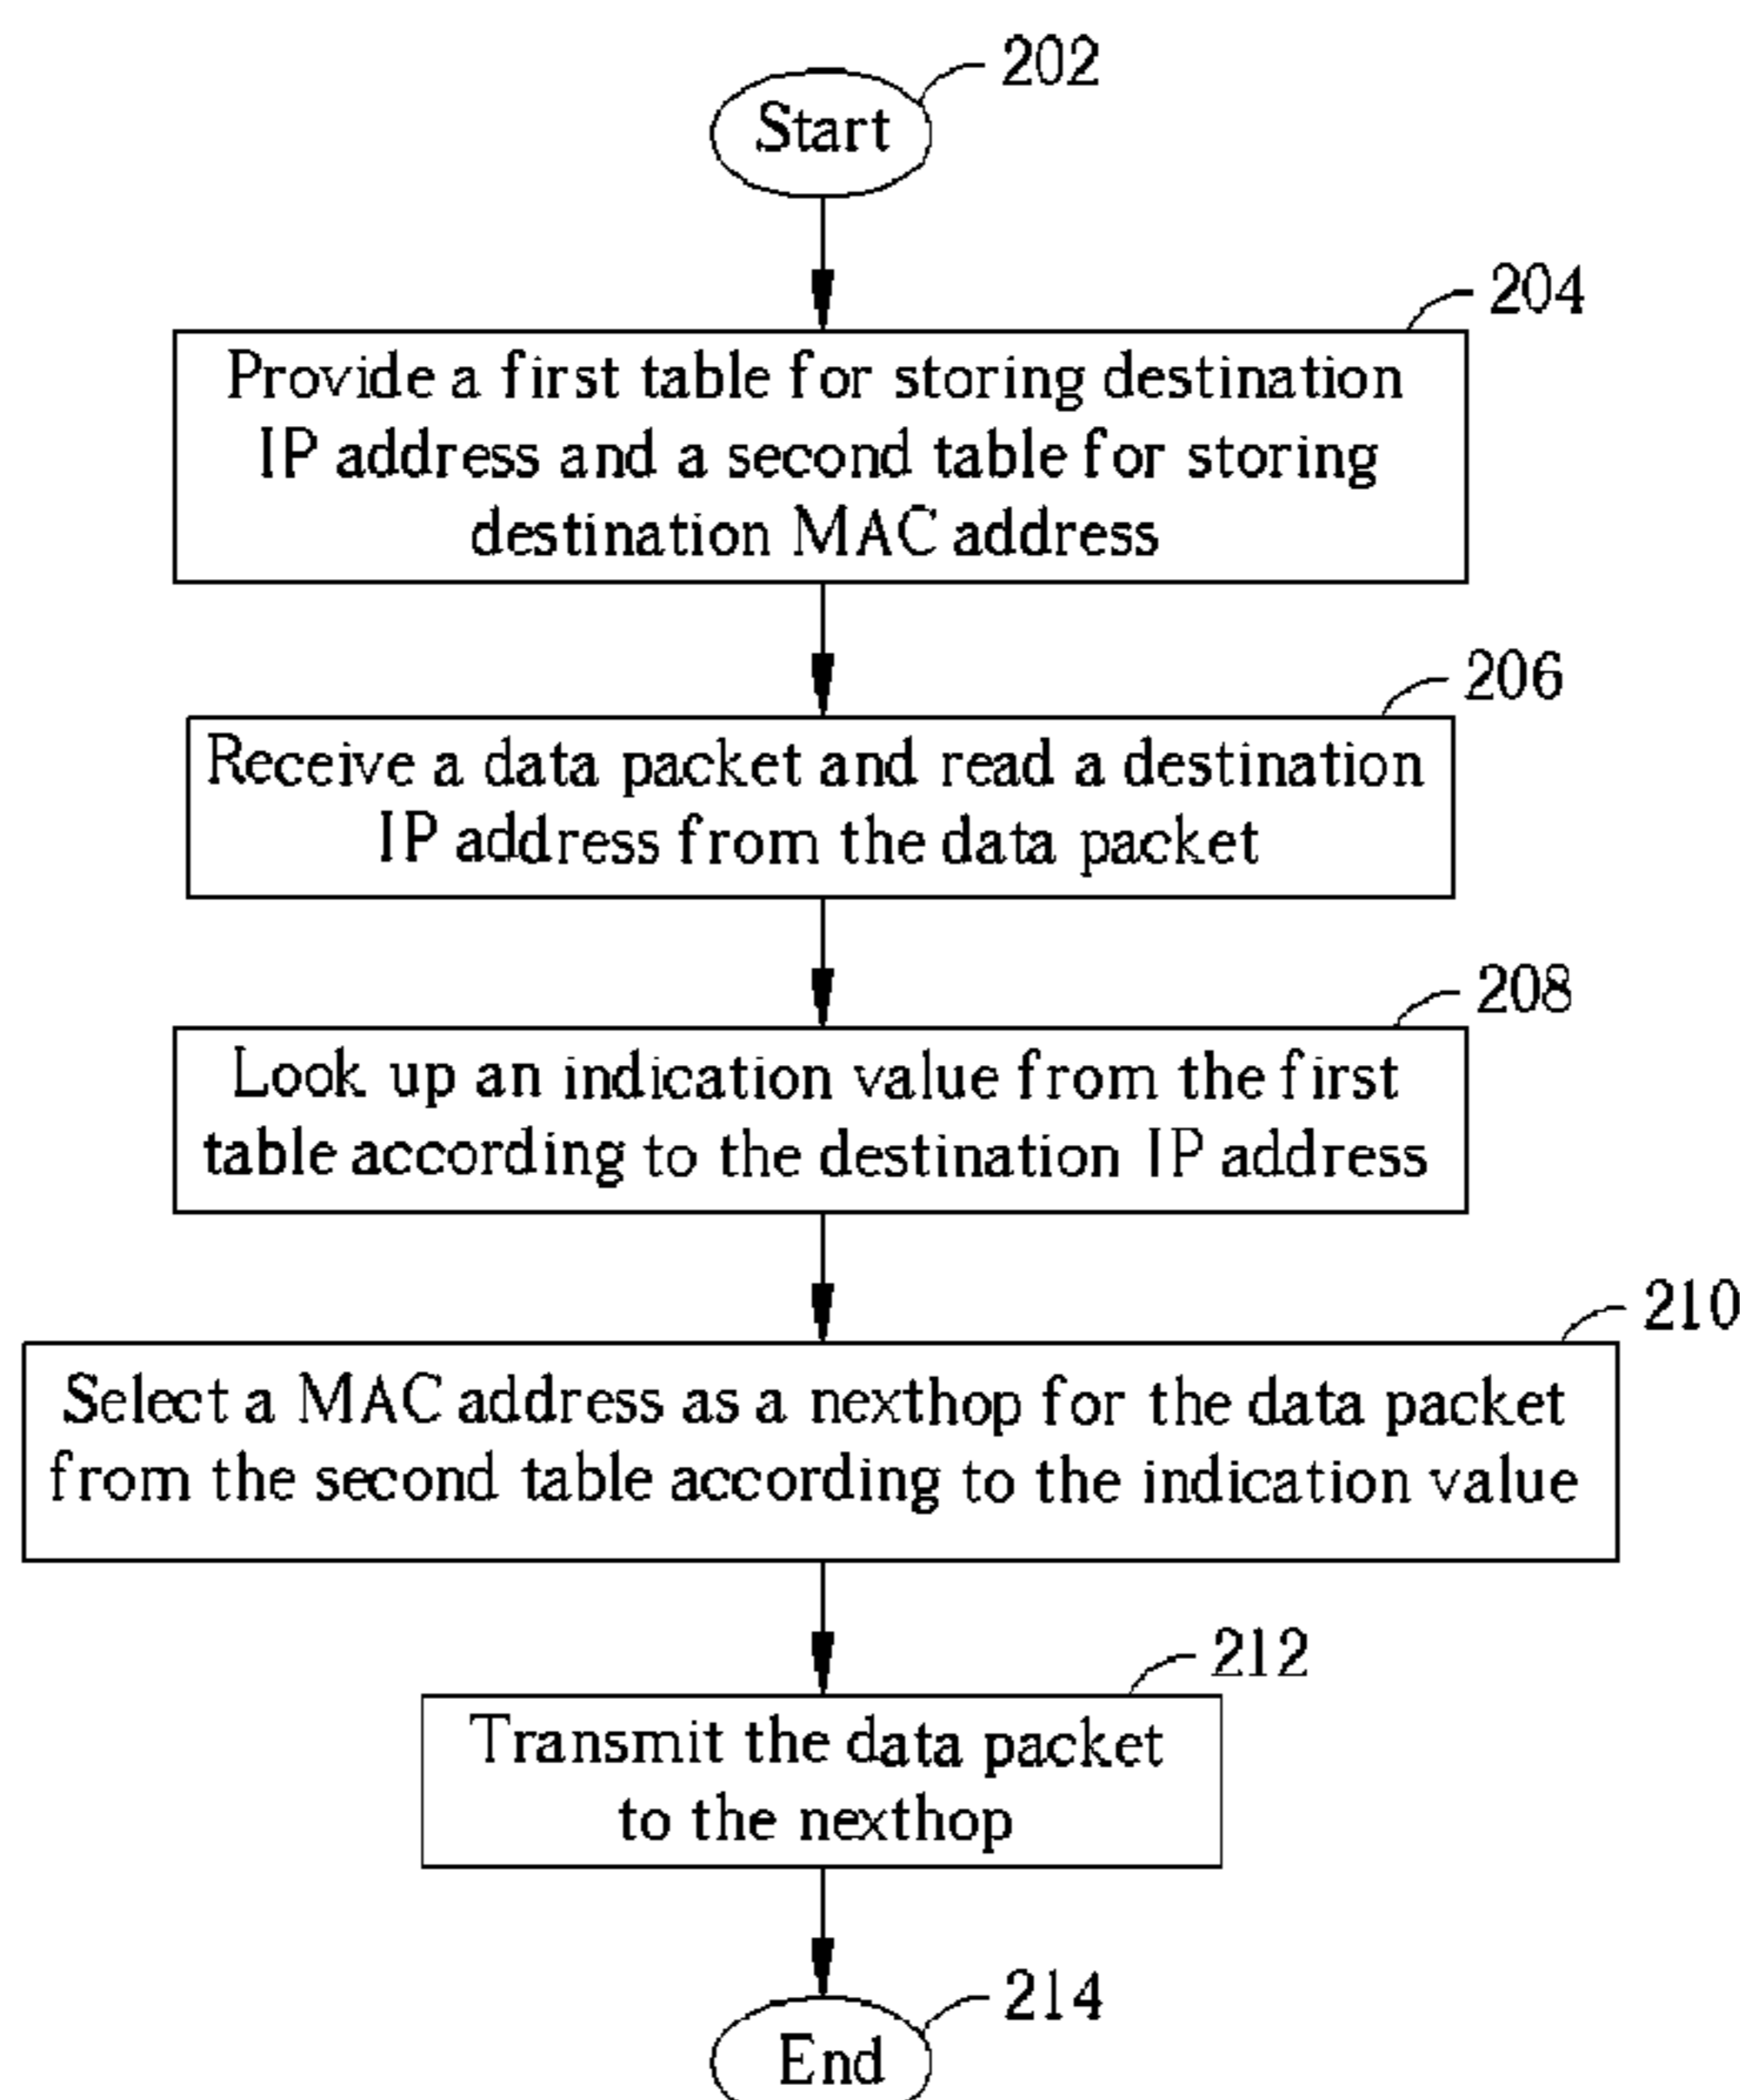 202
Start
204
Provide a first table for storing destination
IP address and a second table for storing
destination MAC address
206
Receive a data packet and read a destination
IP address from the data packet
208
Look up an indication value from the first
table according to the destination IP address
210
Select a MAC address as a nexthop for the data packet
from the second table according to the indication value
212
Transmit the data packet
to the nexthop
214
End